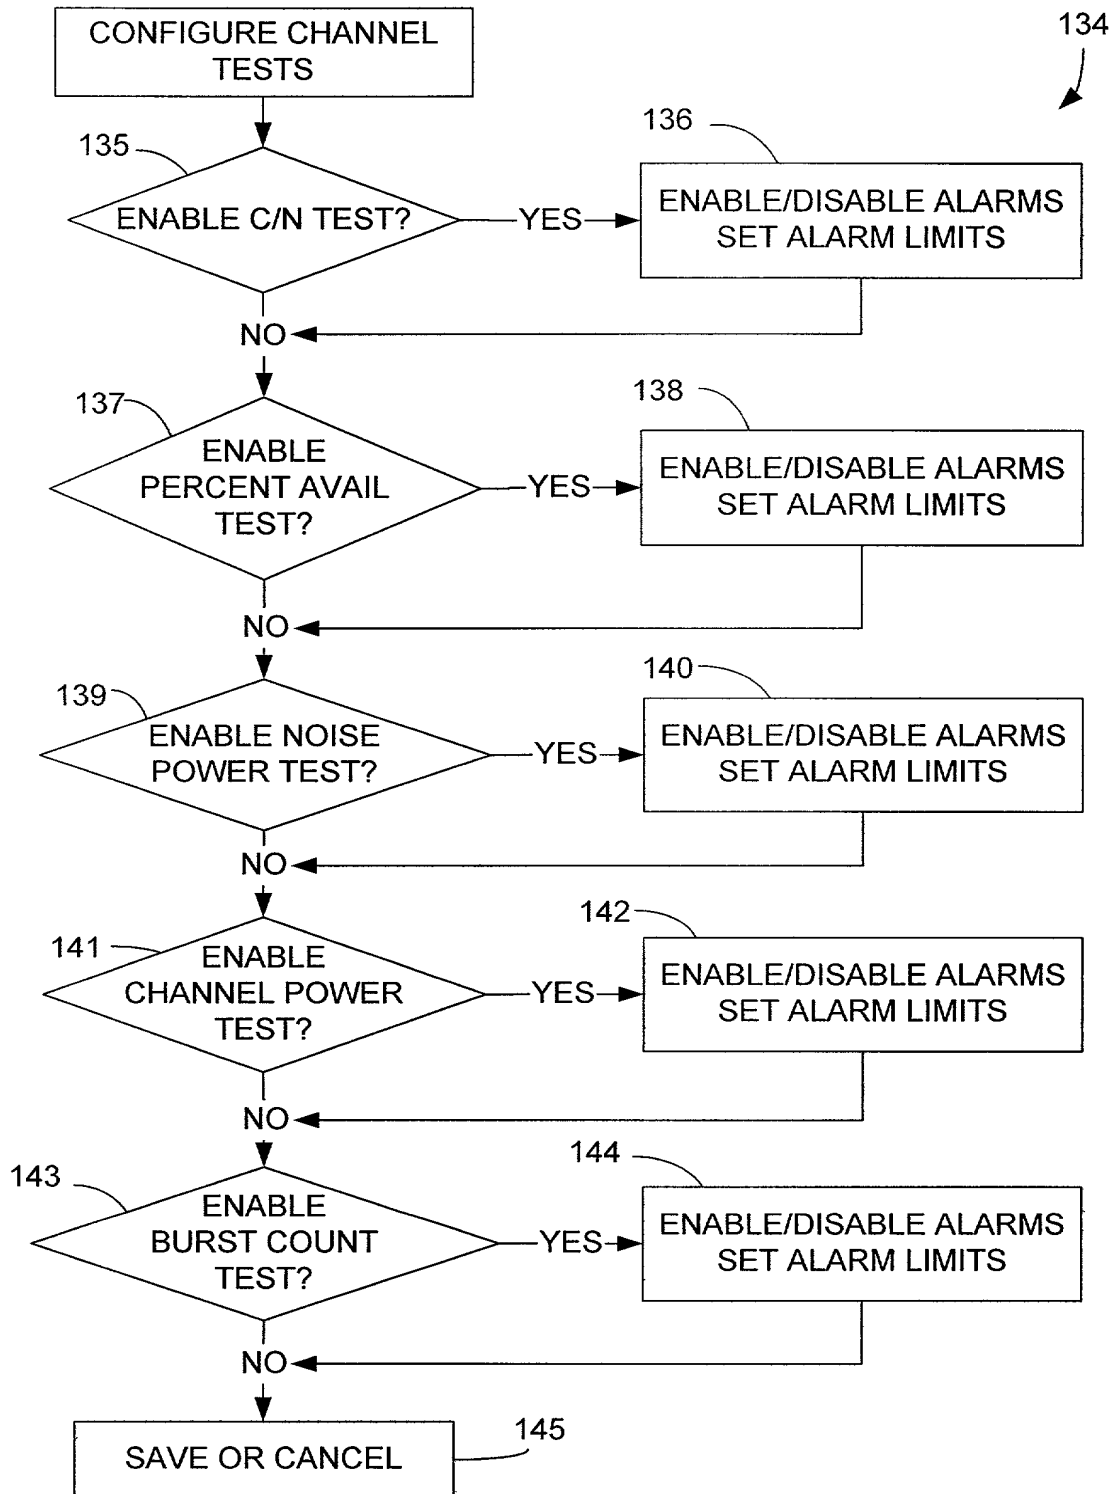 CONFIGURE CHANNEL
TESTS
134
135
ENABLE C/N TEST?
YES
136
ENABLE/DISABLE ALARMS
SET ALARM LIMITS
NO
137
ENABLE
PERCENT AVAIL
TEST?
YES
138
ENABLE/DISABLE ALARMS
SET ALARM LIMITS
NO
139
ENABLE NOISE
POWER TEST?
YES
140
ENABLE/DISABLE ALARMS
SET ALARM LIMITS
NO
141
ENABLE
CHANNEL POWER
TEST?
YES
142
ENABLE/DISABLE ALARMS
SET ALARM LIMITS
NO
143
ENABLE
BURST COUNT
TEST?
YES
144
ENABLE/DISABLE ALARMS
SET ALARM LIMITS
NO
SAVE OR CANCEL
145